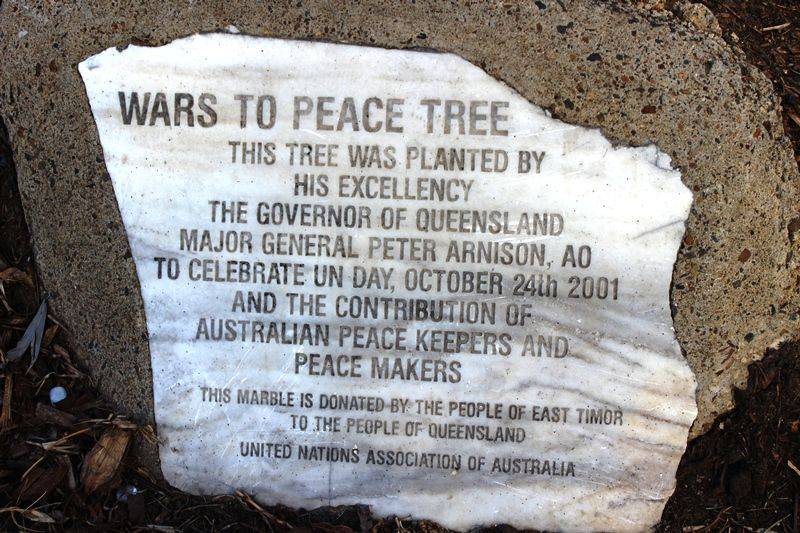 WARS TO PEACE TREE
THIS TREE WAS PLANTED BY
HIS EXCELLENCY
THE GOVERNOR OF QUEENSLAND
MAJOR GENERAL PETER ARNISON, AO
TO CELEBRATE UN DAY, OCTOBER 24th 2001
AND THE CONTRIBUTION OF
AUSTRALIAN PEACE KEEPERS AND
PEACE MAKERS
THIS MARBLE IS DONATED BY THE PEOPLE OF EAST TIMOR
TO THE PEOPLE OF QUEENSLAND
UNITED NATIONS ASSOCIATION OF AUSTRALIA